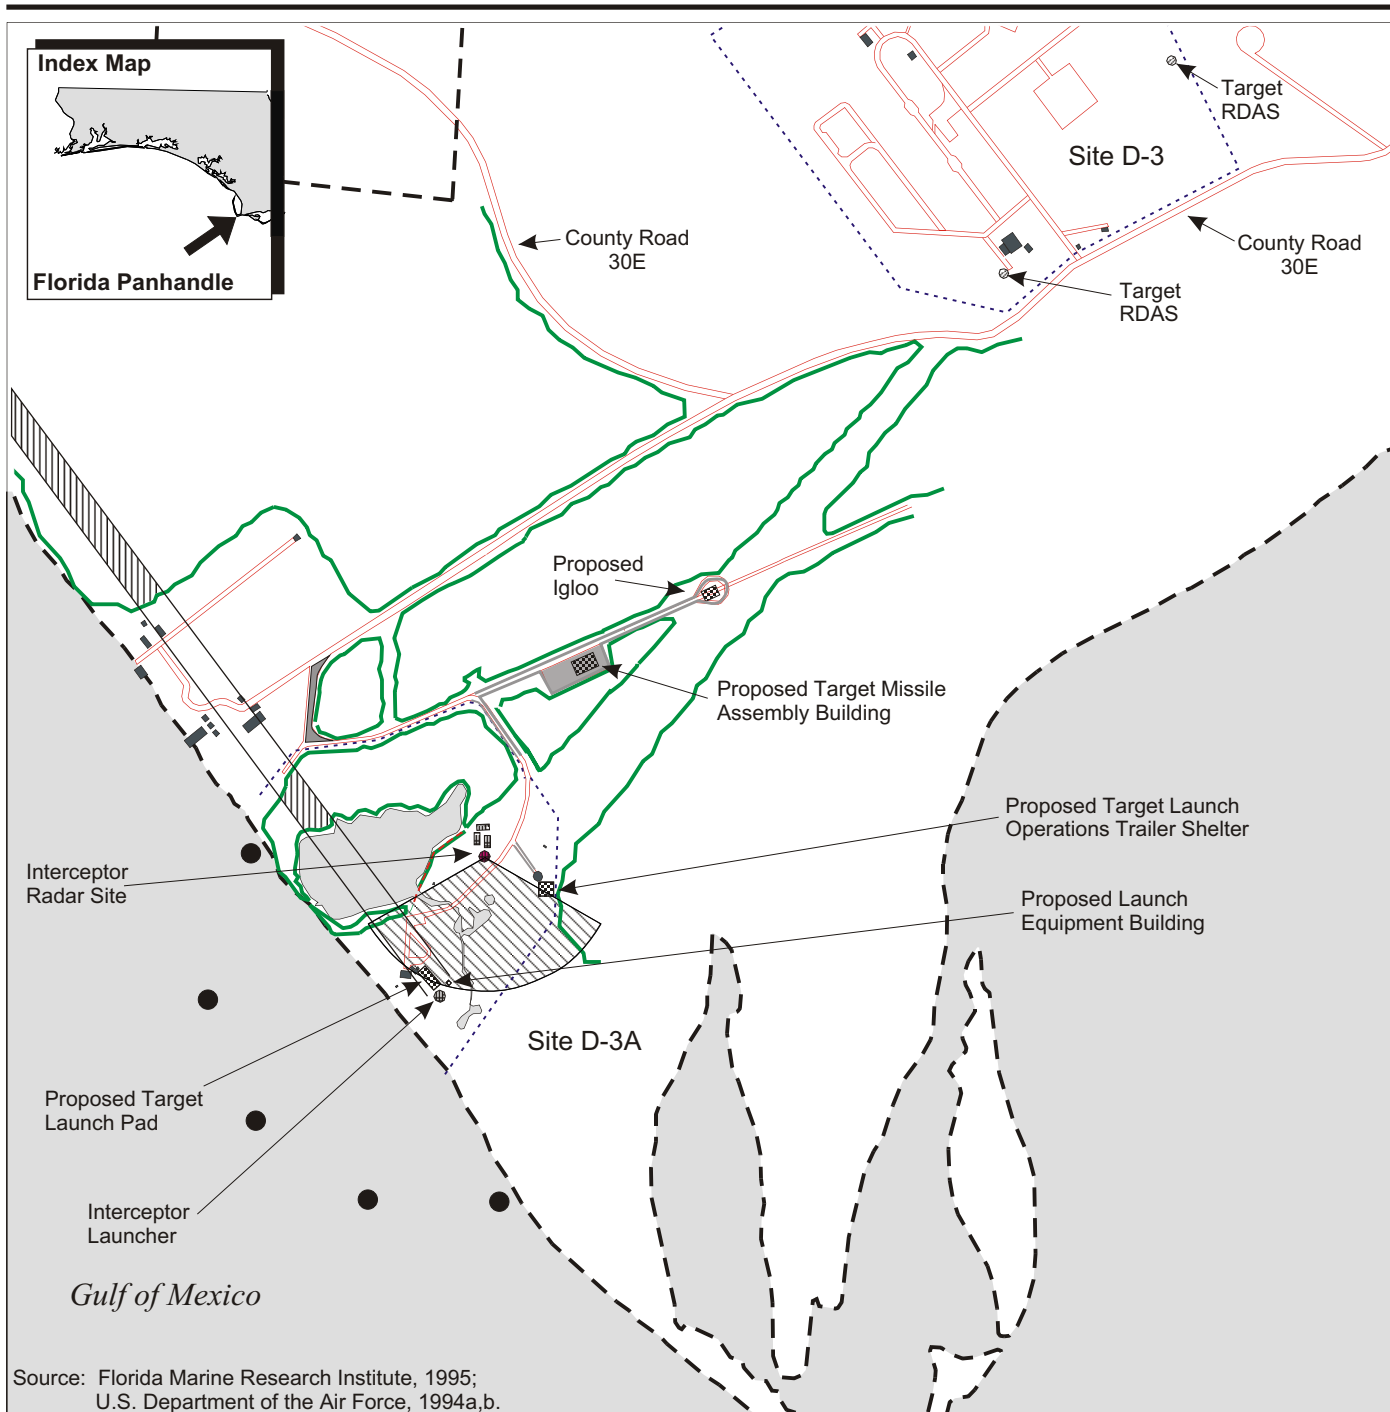 Index Map
Florida Panhandle
Target
RDAS
Site D-3
County Road
30E
County Road
30E
Target
RDAS
Proposed
Igloo
Proposed Target Missile
Assembly Building
Proposed Target Launch
Operations Trailer Shelter
Interceptor
Radar Site
Proposed Launch
Equipment Building
Site D-3A
Proposed Target
Launch Pad
Interceptor
Launcher
Gulf of Mexico
Source: Florida Marine Research Institute, 1995;
U.S. Department of the Air Force, 1994a,b.